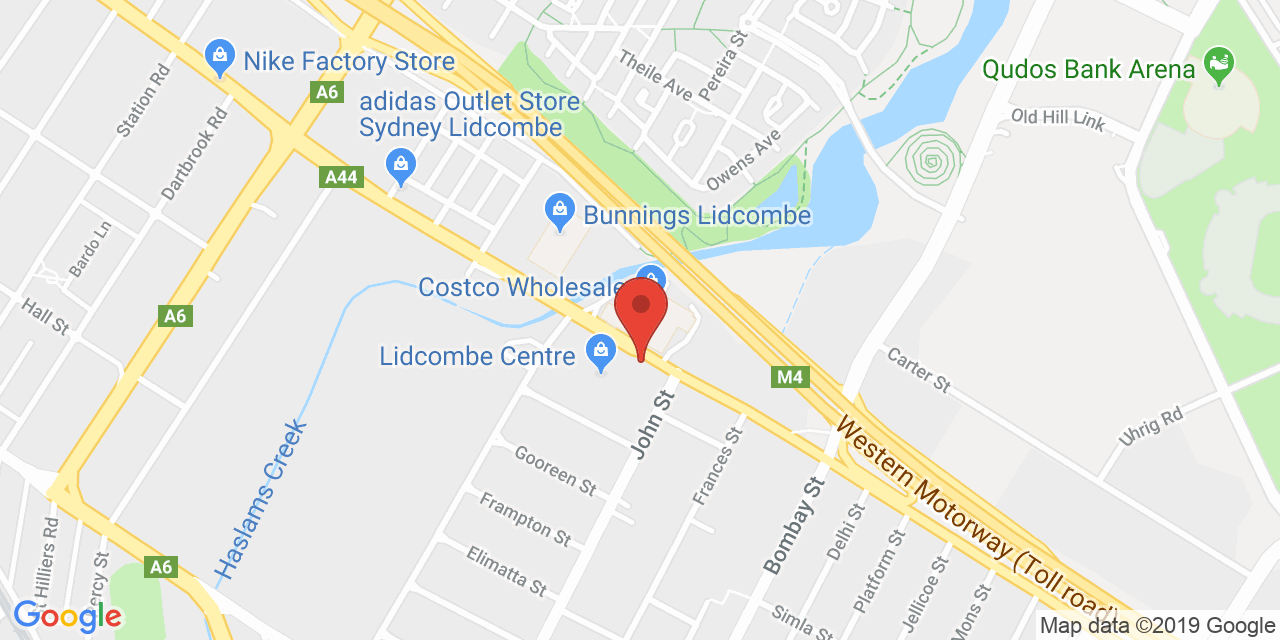 Nike Factory Store
A6
adidas Outlet Store
Sydney Lidcombe
Station Rd
Dartbrook Rd
A44
Theile Ave
Pereira St
Owens Ave
Qudos Bank Arena
Old Hill Link
Bunnings Lidcombe
Bardo Ln
Costco Wholesale
Hall St
A6
Lidcombe Centre
M4
Carter St
John St
Uhrig Rd
Haslams Creek
Gooreen St
Frances St
Western Motorway (Toll road)
Frampton St
Bombay St
Delhi St
Elimatta St
Platform St
A6
Hilliers Rd
Jellicoe St
Mons St
Simla St
Google
Map data ©2019 Google